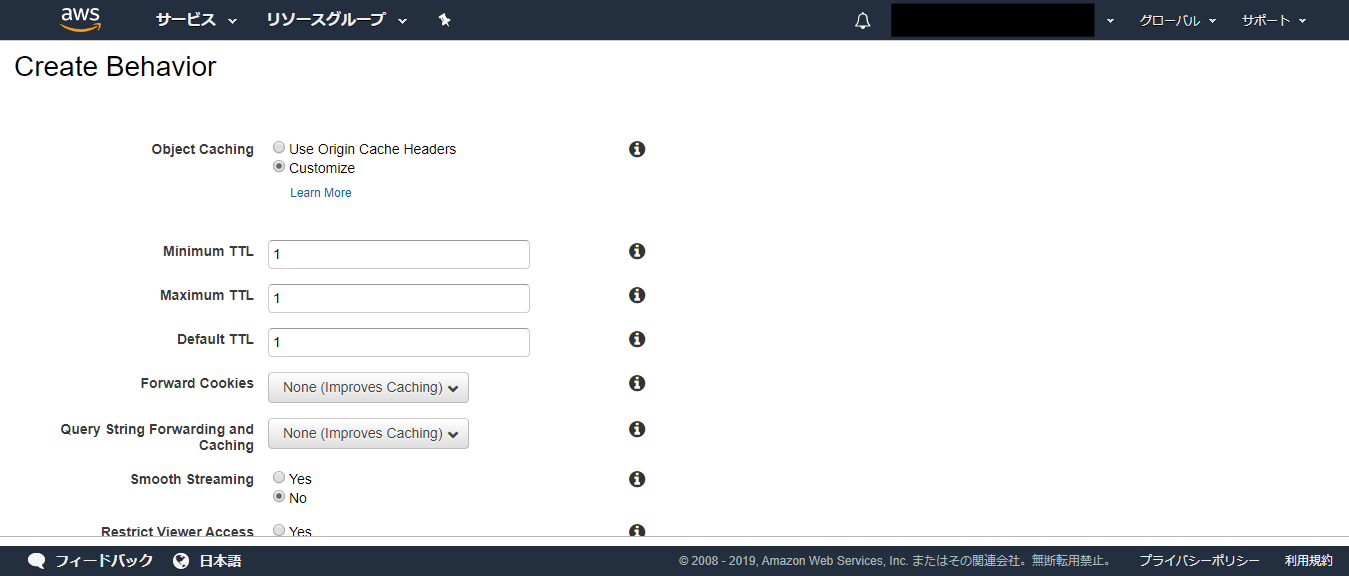 aws サービス リソースグループ グローバル サポート
Create Behavior
Object Caching Use Origin Cache Headers
Customize
Learn More
Minimum TTL 1
Maximum TTL 1
Default TTL 1
Forward Cookies None (Improves Caching)
Query String Forwarding and
Caching None (Improves Caching)
Smooth Streaming Yes
No
Restrict Viewer Access Yes
フィードバック 日本語 © 2008 - 2019, Amazon Web Services, Inc. またはその関連会社。無断転用禁止。 プライバシーポリシー 利用規約